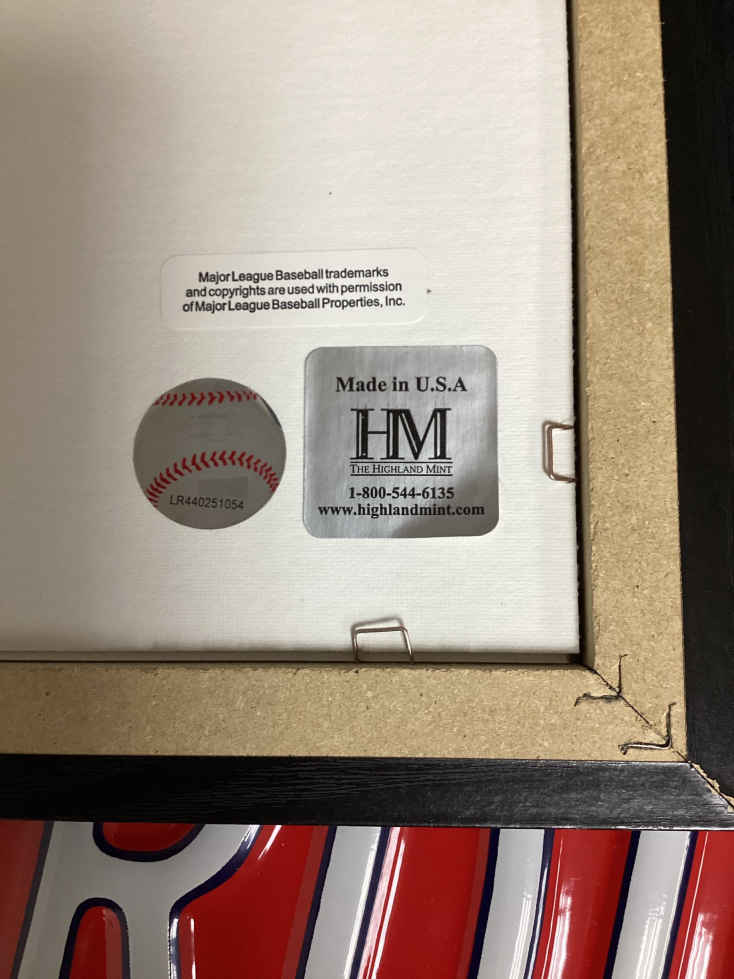 Major League Baseball trademarks
and copyrights are used with permission
of Major League Baseball Properties, Inc.
Made in U.S.A
HM
THE HIGHLAND MINT
1-800-544-6135
www.highlandmint.com
LR440251054